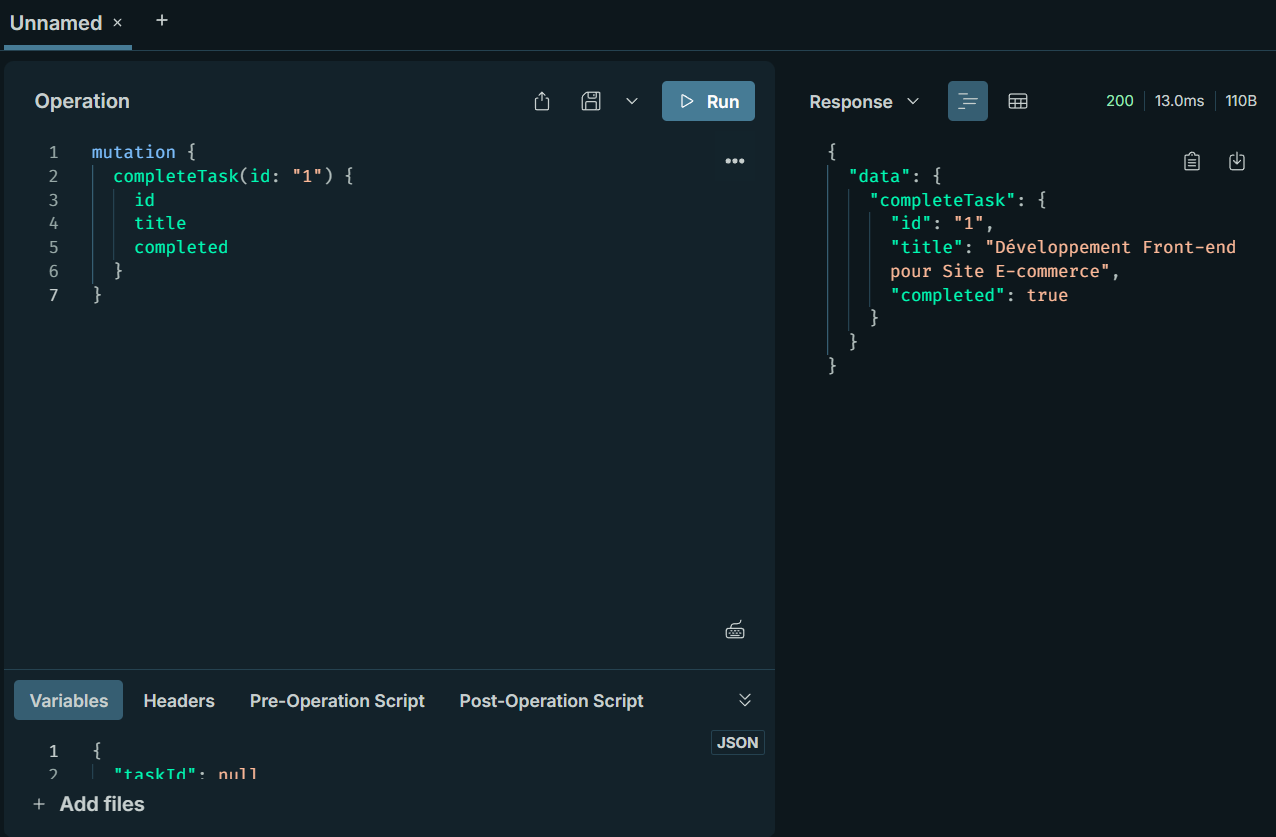 Unnamed × +
Operation
Run
1 mutation {
2 completeTask(id: "1") {
3 id
4 title
5 completed
6 }
7 }
Variables Headers Pre-Operation Script Post-Operation Script
JSON
1 {
2 "taskId": null
+ Add files
Response
200 13.0ms 110B
{
"data": {
"completeTask": {
"id": "1",
"title": "Développement Front-end
pour Site E-commerce",
"completed": true
}
}
}